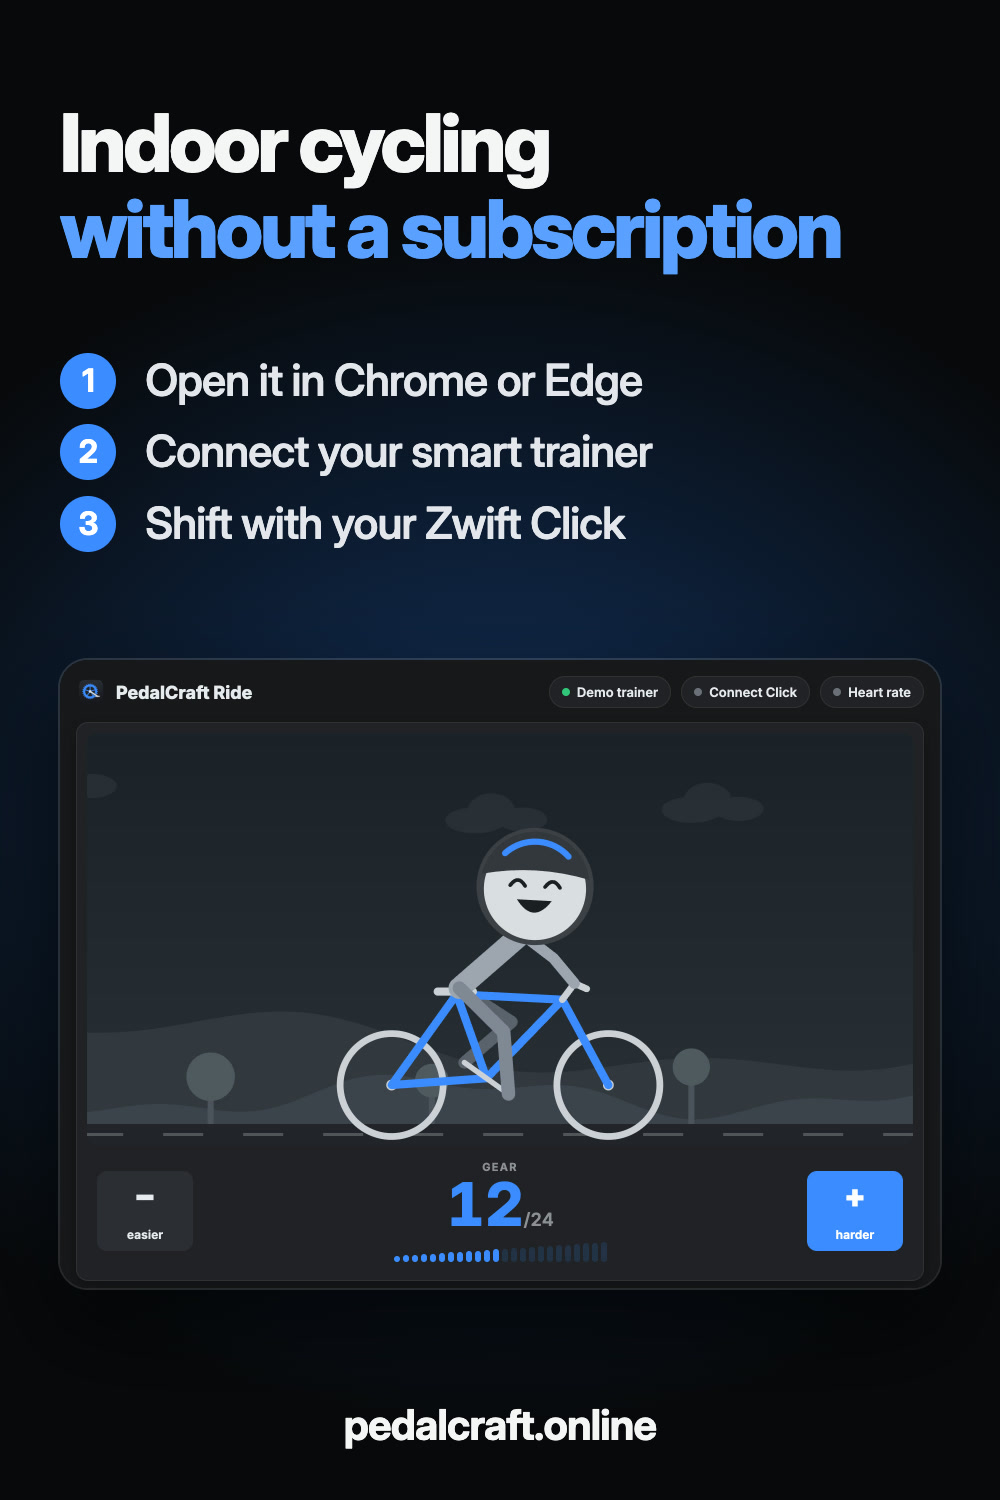 Indoor cycling
without a subscription
1 Open it in Chrome or Edge
2 Connect your smart trainer
3 Shift with your Zwift Click
PedalCraft Ride Demo trainer Connect Click Heart rate
GEAR
12/24
− easier
+ harder
pedalcraft.online